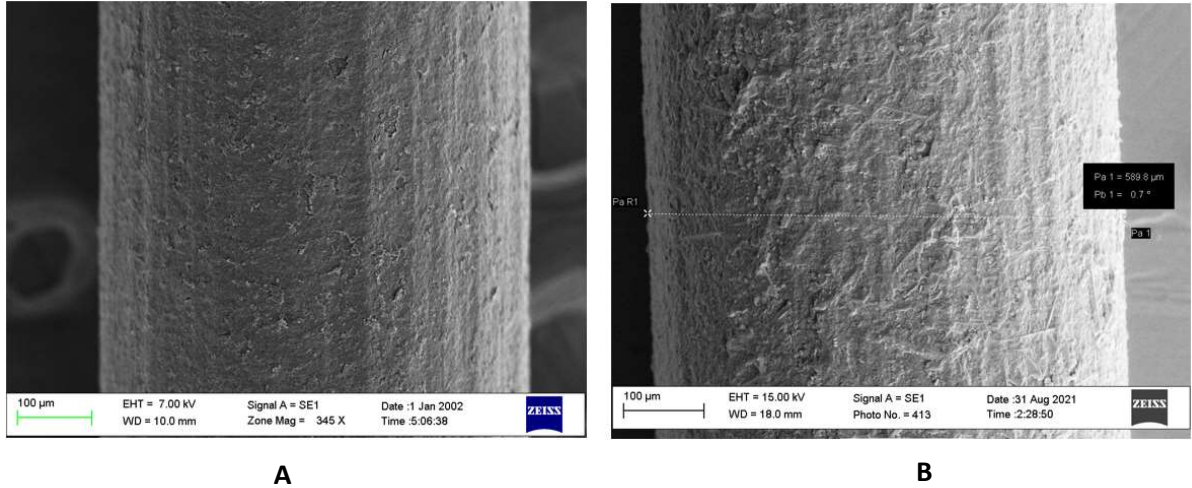 100 µm
EHT = 7.00 kV
Signal A = SE1
Date :1 Jan 2002
WD = 10.0 mm
Zone Mag = 345 X
Time :5:06:38
ZEISS
A
Pa R1
Pa 1 = 589.8 µm
Pb 1 = 0.7 °
Pa 1
100 µm
EHT = 15.00 kV
Signal A = SE1
Date :31 Aug 2021
WD = 18.0 mm
Photo No. = 413
Time :2:28:50
ZEISS
B